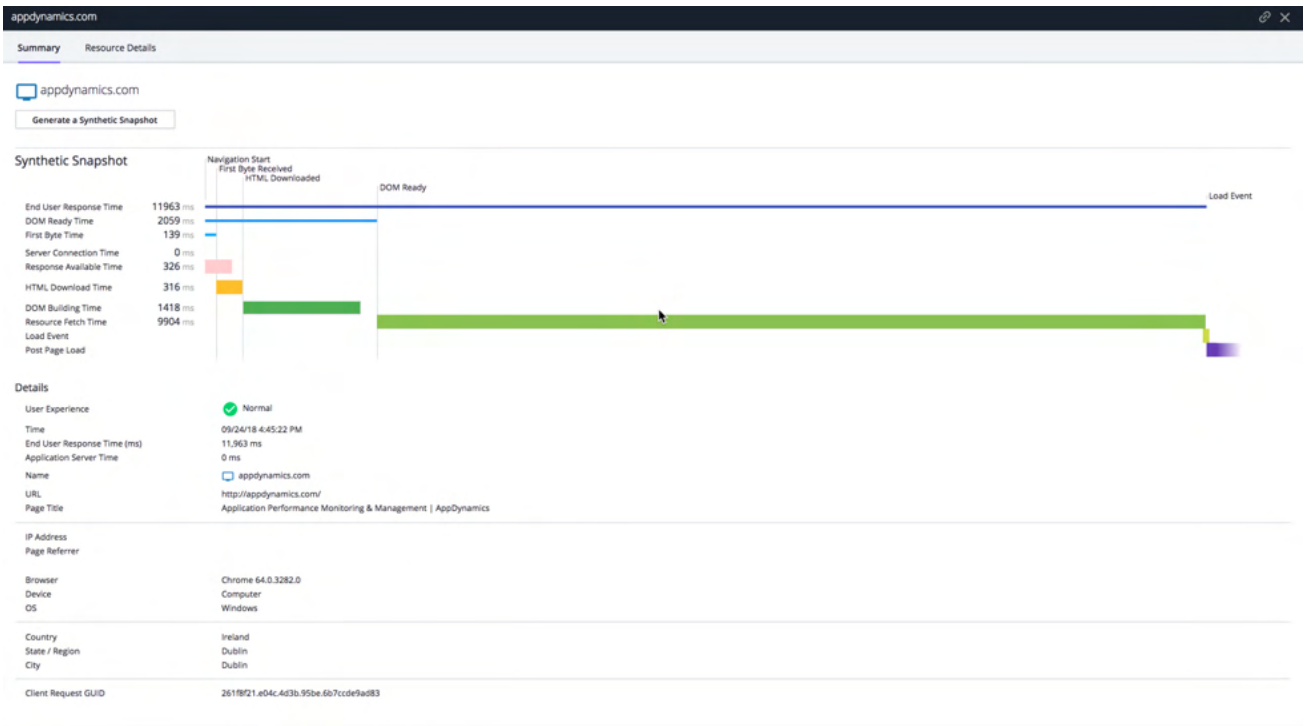 appdynamics.com
Summary Resource Details
appdynamics.com
Generate a Synthetic Snapshot
Synthetic Snapshot
Navigation Start
First Byte Received
HTML Downloaded
DOM Ready
Load Event
End User Response Time 11963 ms
DOM Ready Time 2059 ms
First Byte Time 139 ms
Server Connection Time 0 ms
Response Available Time 326 ms
HTML Download Time 316 ms
DOM Building Time 1418 ms
Resource Fetch Time 9904 ms
Load Event
Post Page Load
Details
User Experience Normal
Time 09/24/18 4:45:22 PM
End User Response Time (ms) 11,963 ms
Application Server Time 0 ms
Name appdynamics.com
URL http://appdynamics.com/
Page Title Application Performance Monitoring & Management | AppDynamics
IP Address
Page Referrer
Browser Chrome 64.0.3282.0
Device Computer
OS Windows
Country Ireland
State / Region Dublin
City Dublin
Client Request GUID 261f8f21.e04c.4d3b.95be.6b7ccde9ad83